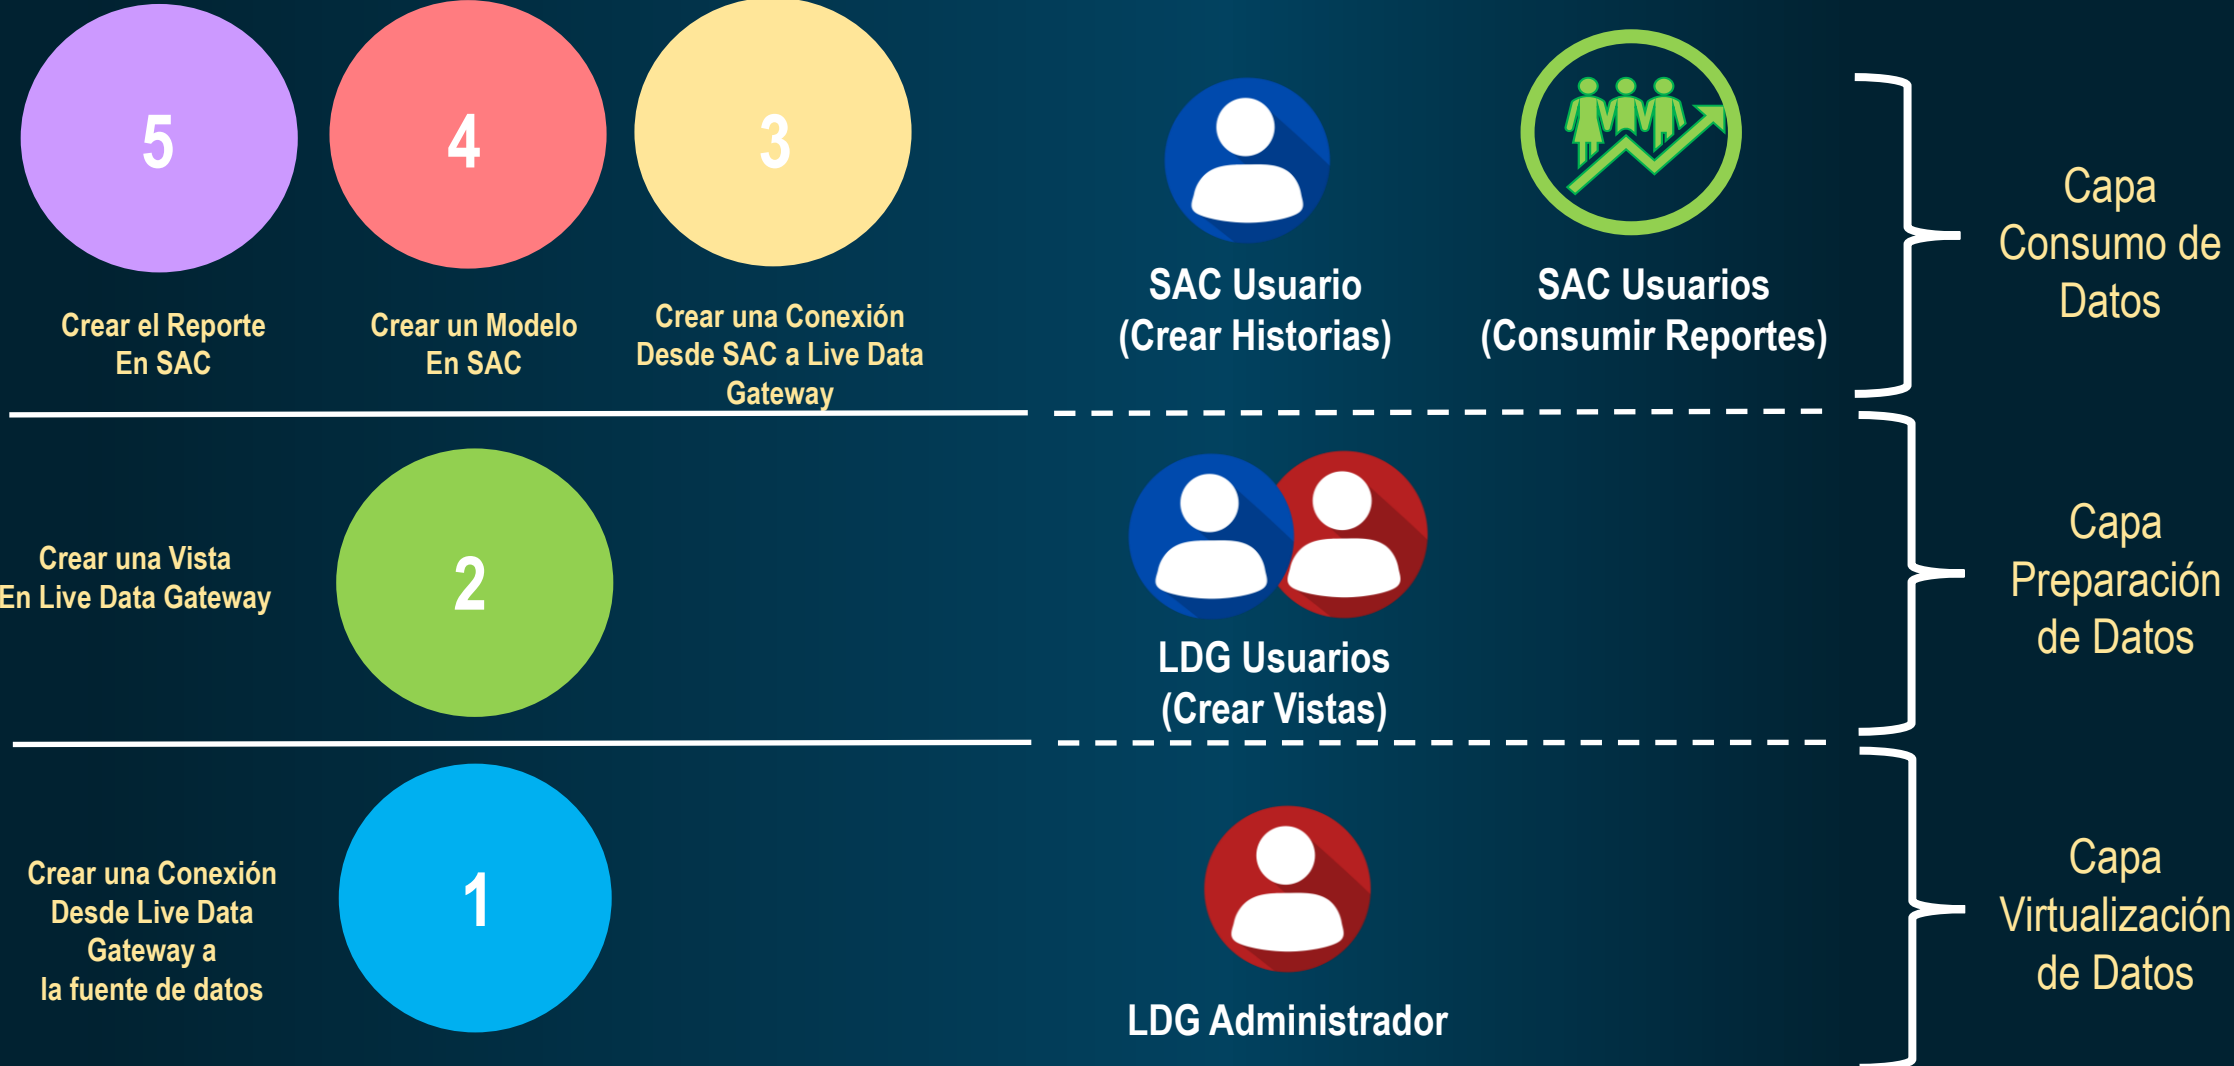 5
4
3
Crear el Reporte
En SAC
Crear un Modelo
En SAC
Crear una Conexión
Desde SAC a Live Data
Gateway
SAC Usuario
(Crear Historias)
SAC Usuarios
(Consumir Reportes)
Capa
Consumo de
Datos
Crear una Vista
En Live Data Gateway
2
LDG Usuarios
(Crear Vistas)
Capa
Preparación
de Datos
Crear una Conexión
Desde Live Data
Gateway a
la fuente de datos
1
LDG Administrador
Capa
Virtualización
de Datos